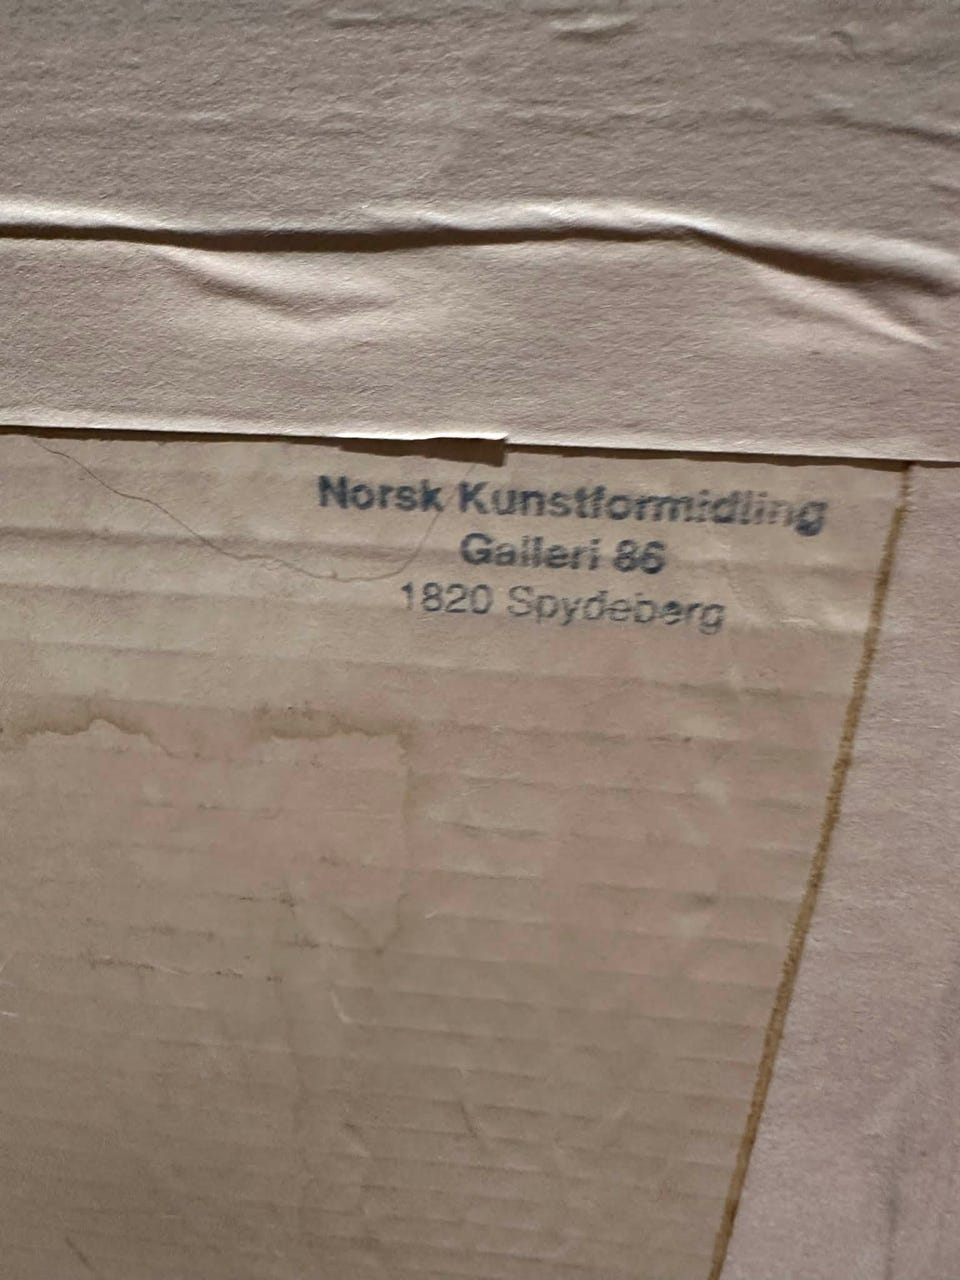 Norsk Kunstformidling
Galleri 86
1820 Spydeberg